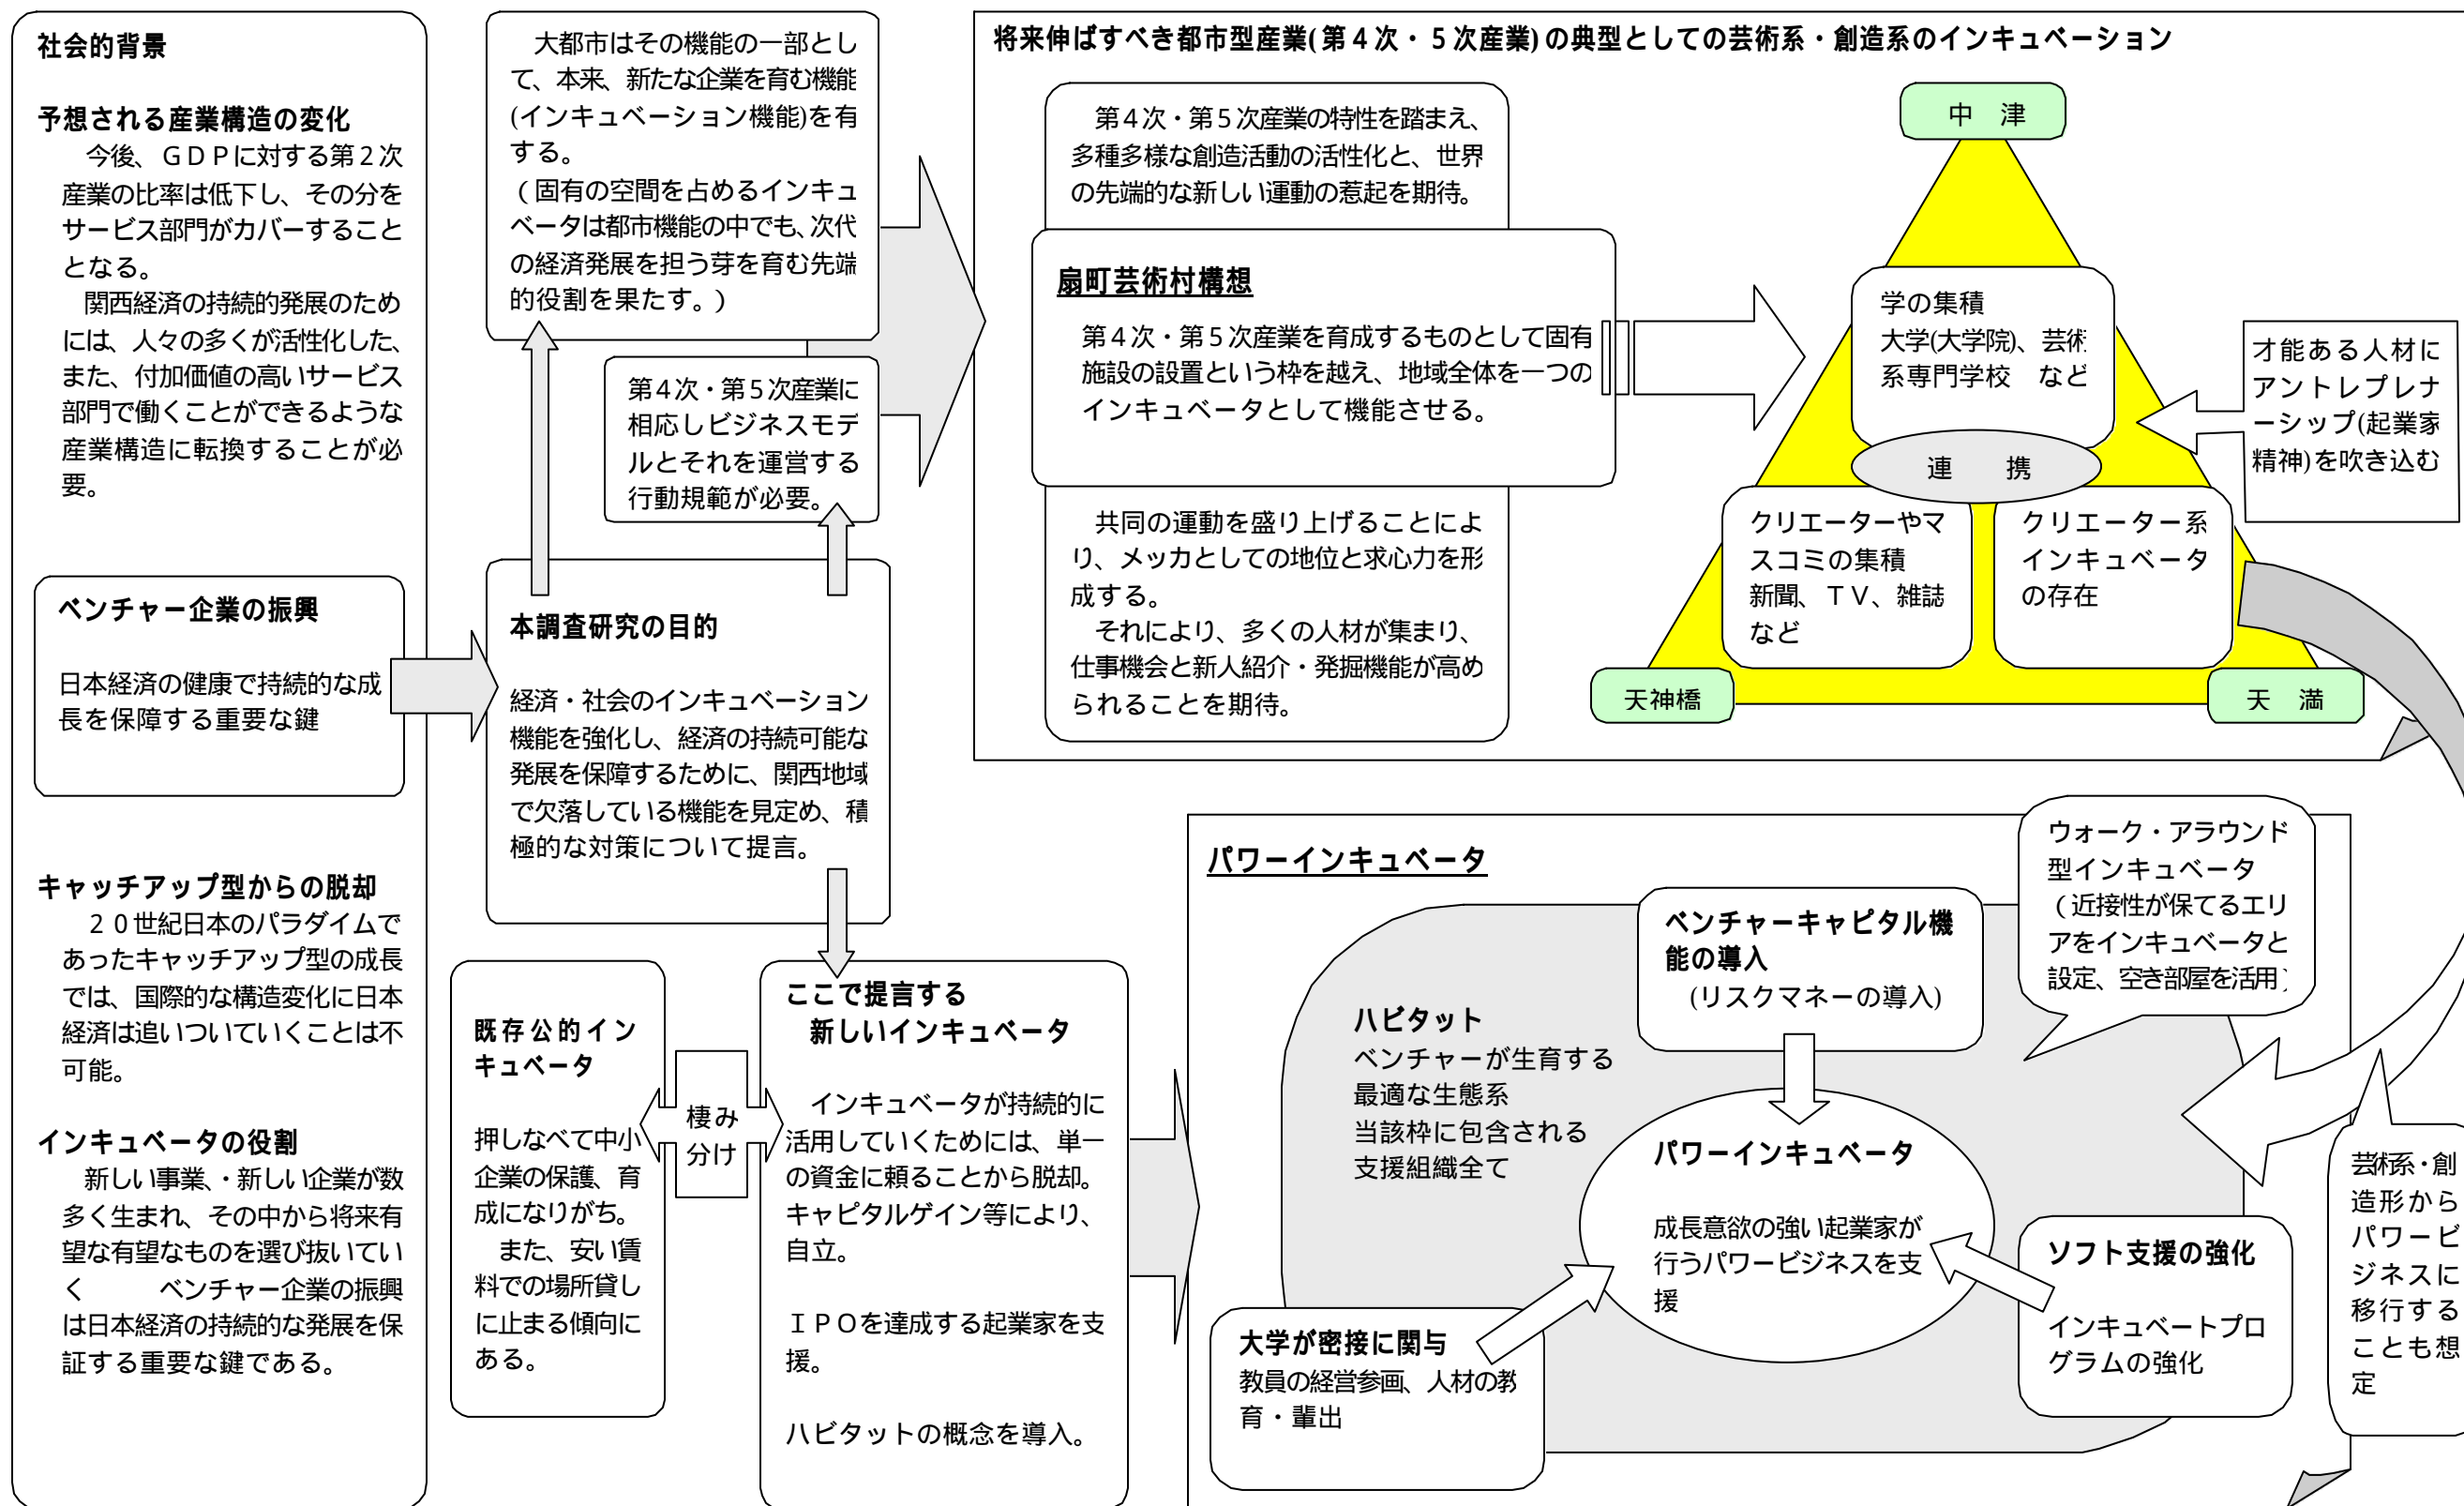 社会的背景
予想される産業構造の変化
今後、ＧＤＰに対する第２次
産業の比率は低下し、その分を
サービス部門がカバーすること
となる。
関西経済の持続的発展のため
には、人々の多くが活性化した、
また、付加価値の高いサービス
部門で働くことができるような
産業構造に転換することが必
要。
ベンチャー企業の振興
日本経済の健康で持続的な成
長を保障する重要な鍵
キャッチアップ型からの脱却
２０世紀日本のパラダイムで
あったキャッチアップ型の成長
では、国際的な構造変化に日本
経済は追いついていくことは不
可能。
インキュベータの役割
新しい事業、・新しい企業が数
多く生まれ、その中から将来有
望な有望なものを選び抜いてい
く　　　ベンチャー企業の振興
は日本経済の持続的な発展を保
証する重要な鍵である。
大都市はその機能の一部とし
て、本来、新たな企業を育む機能
(インキュベーション機能)を有
する。
（固有の空間を占めるインキュ
ベータは都市機能の中でも、次代
の経済発展を担う芽を育む先端
的役割を果たす。）
第４次・第５次産業に
相応しビジネスモデ
ルとそれを運営する
行動規範が必要。
本調査研究の目的
経済・社会のインキュベーション
機能を強化し、経済の持続可能な
発展を保障するために、関西地域
で欠落している機能を見定め、積
極的な対策について提言。
既存公的イン
キュベータ
押しなべて中小
企業の保護、育
成になりがち。
また、安い賃
料での場所貸し
に止まる傾向に
ある。
棲み
分け
ここで提言する
新しいインキュベータ
インキュベータが持続的に
活用していくためには、単一
の資金に頼ることから脱却。
キャピタルゲイン等により、
自立。
ＩＰＯを達成する起業家を支
援。
ハビタットの概念を導入。
将来伸ばすべき都市型産業(第４次・５次産業)の典型としての芸術系・創造系のインキュベーション
第４次・第５次産業の特性を踏まえ、
多種多様な創造活動の活性化と、世界
の先端的な新しい運動の惹起を期待。
扇町芸術村構想
第４次・第５次産業を育成するものとして固有
施設の設置という枠を越え、地域全体を一つの
インキュベータとして機能させる。
共同の運動を盛り上げることによ
り、メッカとしての地位と求心力を形
成する。
それにより、多くの人材が集まり、
仕事機会と新人紹介・発掘機能が高め
られることを期待。
中　津
学の集積
大学(大学院)、芸術
系専門学校　など
連　携
クリエーターやマ
スコミの集積
新聞、ＴＶ、雑誌
など
クリエーター系
インキュベータ
の存在
天神橋
天　満
才能ある人材に
アントレプレナ
ーシップ(起業家
精神)を吹き込む
パワーインキュベータ
ベンチャーキャピタル機
能の導入
(リスクマネーの導入)
ウォーク・アラウンド
型インキュベータ
（近接性が保てるエリ
アをインキュベータと
設定、空き部屋を活用）
ハビタット
ベンチャーが生育する
最適な生態系
当該枠に包含される
支援組織全て
パワーインキュベータ
成長意欲の強い起業家が
行うパワービジネスを支
援
大学が密接に関与
教員の経営参画、人材の教
育・輩出
ソフト支援の強化
インキュベートプロ
グラムの強化
芸術系・創
造形から
パワービ
ジネスに
移行する
ことも想
定